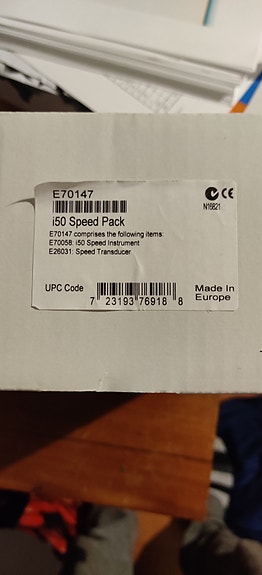 E70147
N16821
i50 Speed Pack
E70147 comprises the following items:
E70058: i50 Speed Instrument
E26031: Speed Transducer
UPC Code
7 23193 76918 8
Made In
Europe